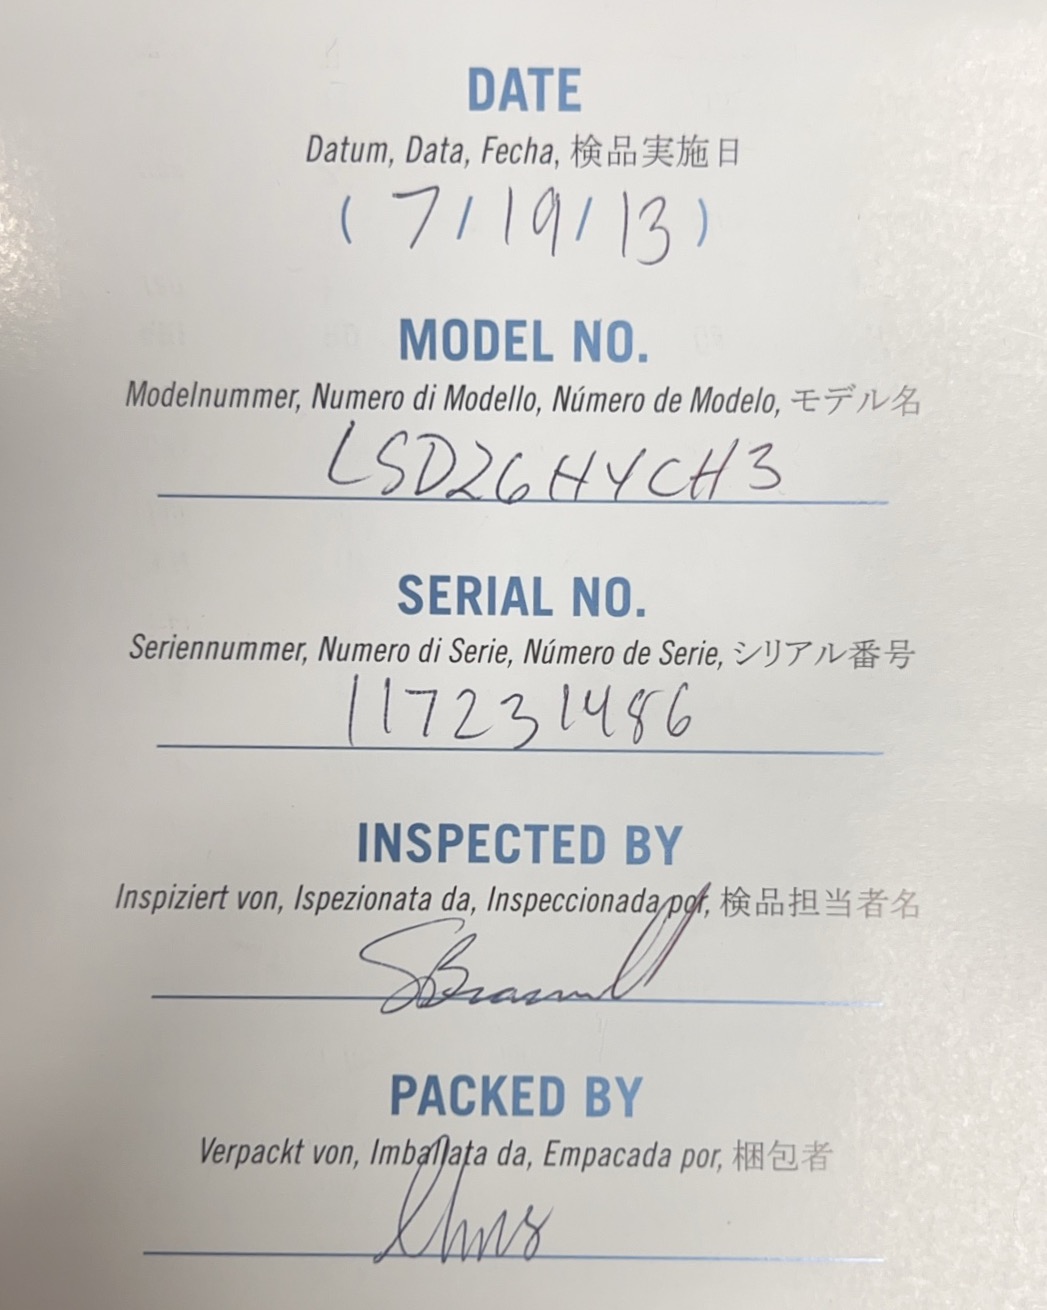 DATE
Datum, Data, Fecha, 検品実施日
( 7 / 19 / 13 )
MODEL NO.
Modelnummer, Numero di Modello, Número de Modelo, モデル名
LSD26HYCH3
SERIAL NO.
Seriennummer, Numero di Serie, Número de Serie, シリアル番号
117231486
INSPECTED BY
Inspiziert von, Ispezionata da, Inspeccionada por, 検品担当者名
PACKED BY
Verpackt von, Imballata da, Empacada por, 梱包者